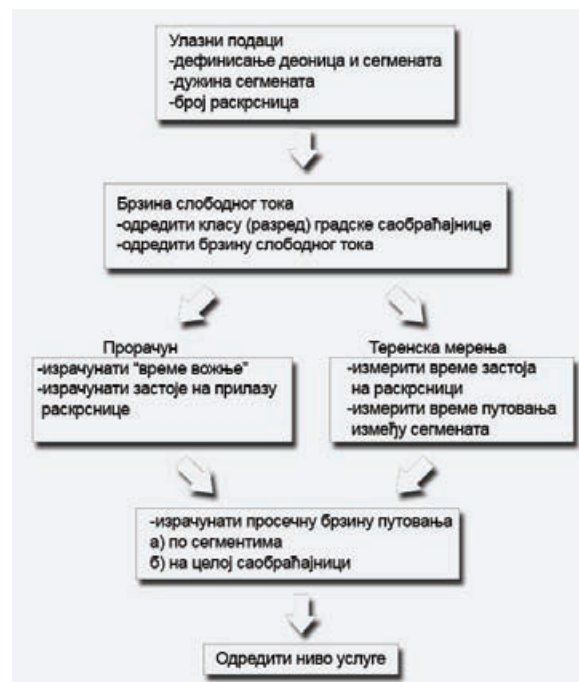 Улазни подаци
-дефинисање деоница и сегмената
-дужина сегмената
-број раскрсница
Брзина слободног тока
-одредити класу (разред) градске саобраћајнице
-одредити брзину слободног тока
Прорачун
-израчунати "време вожње"
-израчунати застоје на прилазу
раскрснице
Теренска мерења
-измерити време застоја
на раскрсници
-измерити време путовања
између сегмената
-израчунати просечну брзину путовања
а) по сегментима
б) на целој саобраћајници
Одредити ниво услуге